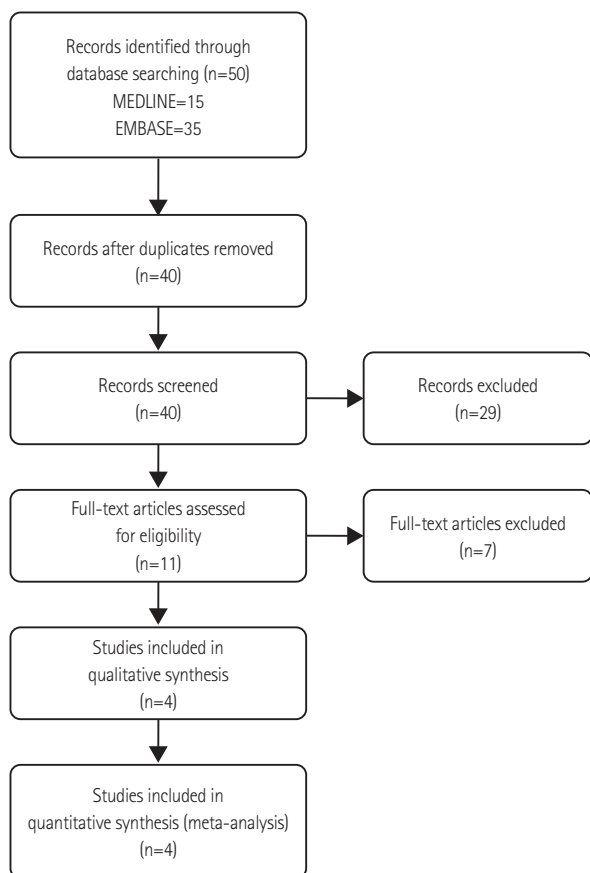 Records identified through
database searching (n=50)
MEDLINE=15
EMBASE=35
Records after duplicates removed
(n=40)
Records screened
(n=40)
Records excluded
(n=29)
Full-text articles assessed
for eligibility
(n=11)
Full-text articles excluded
(n=7)
Studies included in
qualitative synthesis
(n=4)
Studies included in
quantitative synthesis (meta-analysis)
(n=4)